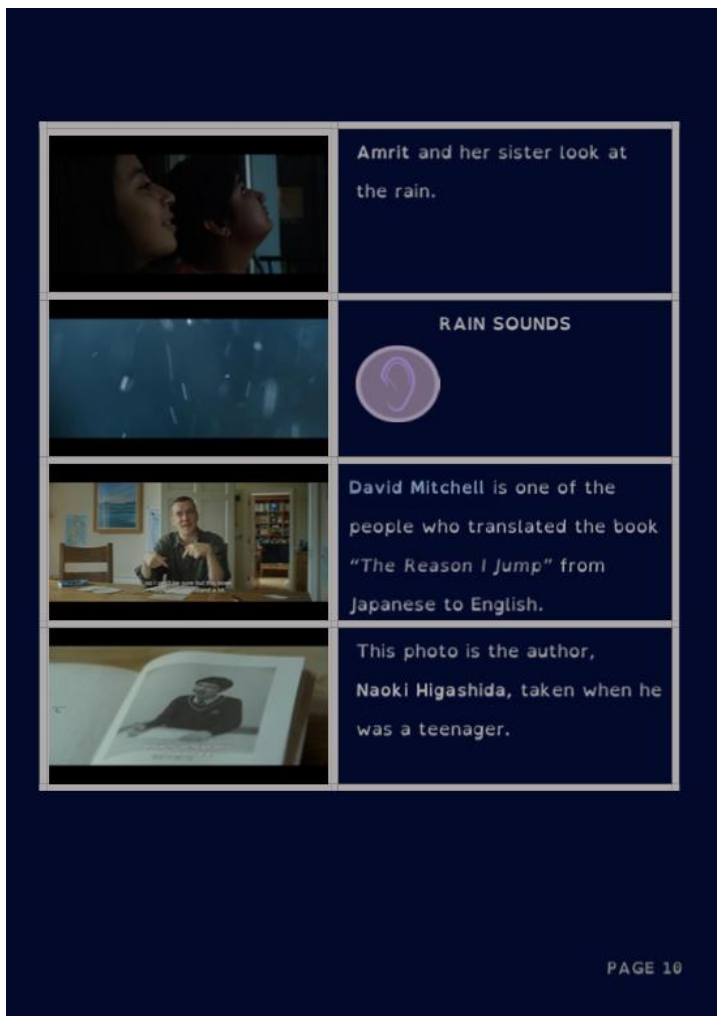 Amrit and her sister look at
the rain.
RAIN SOUNDS
David Mitchell is one of the
people who translated the book
“The Reason I Jump” from
Japanese to English.
This photo is the author,
Naoki Higashida, taken when he
was a teenager.
PAGE 10